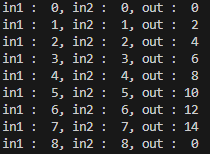 in1 :  0, in2 :  0, out :  0
in1 :  1, in2 :  1, out :  2
in1 :  2, in2 :  2, out :  4
in1 :  3, in2 :  3, out :  6
in1 :  4, in2 :  4, out :  8
in1 :  5, in2 :  5, out : 10
in1 :  6, in2 :  6, out : 12
in1 :  7, in2 :  7, out : 14
in1 :  8, in2 :  8, out :  0